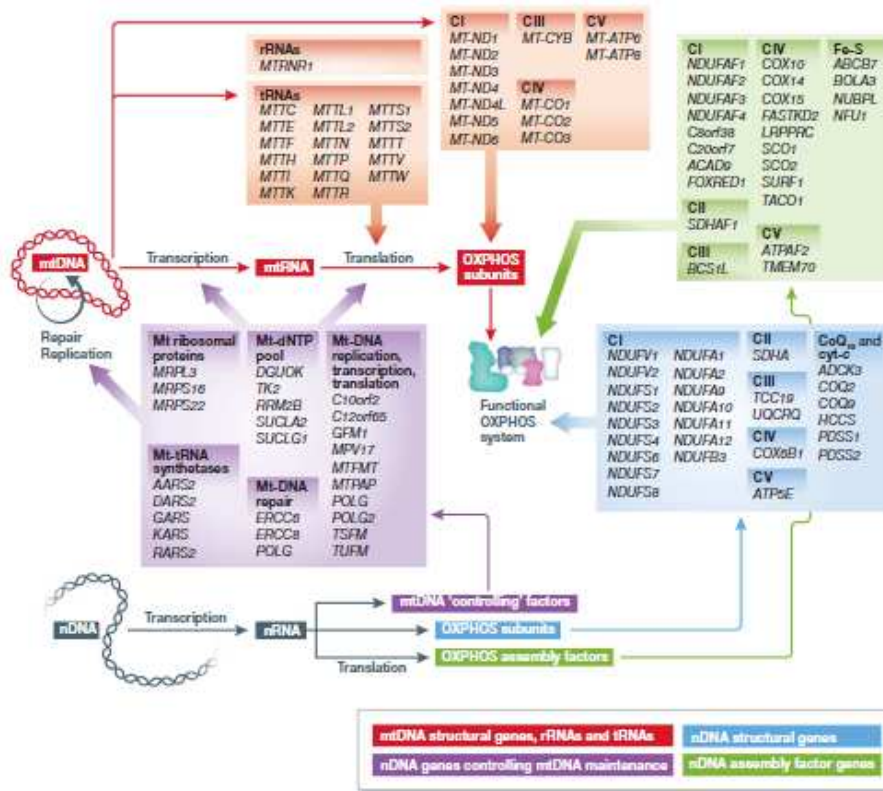 rRNAs
MTRNR1
tRNAs
MTTC MTTL1 MTTS1
MTTE MTTL2 MTTS2
MTTF MTTN MTTT
MTTH MTTP MTTV
MTTI MTTQ MTTW
MTTK MTTR
CI
MT-ND1
MT-ND2
MT-ND3
MT-ND4
MT-ND4L
MT-ND5
MT-ND6
CIII
MT-CYB
CIV
MT-CO1
MT-CO2
MT-CO3
CV
MT-ATP6
MT-ATP8
CI
NDUFAF1
NDUFAF2
NDUFAF3
NDUFAF4
C8orf38
C20orf7
ACAD9
FOXRED1
CII
SDHAF1
CIII
BCS1L
CIV
COX10
COX14
COX15
FASTKD2
LRPPRC
SCO1
SCO2
SURF1
TACO1
CV
ATPAF2
TMEM70
Fe-S
ABCB7
BOLA3
NUBPL
NFU1
mtDNA
Transcription
mtRNA
Translation
OXPHOS
subunits
Repair
Replication
Mt ribosomal
proteins
MRPL3
MRPS16
MRPS22
Mt-tRNA
synthetases
AARS2
DARS2
GARS
KARS
RARS2
Mt-dNTP
pool
DGUOK
TK2
RRM2B
SUCLA2
SUCLG1
Mt-DNA
repair
ERCC6
ERCC8
POLG
Mt-DNA
replication,
transcription,
translation
C10orf2
C12orf65
GFM1
MPV17
MTFMT
MTPAP
POLG
POLG2
TSFM
TUFM
Functional
OXPHOS
system
CI
NDUFV1 NDUFA1
NDUFV2 NDUFA2
NDUFS1 NDUFA9
NDUFS2 NDUFA10
NDUFS3 NDUFA11
NDUFS4 NDUFA12
NDUFS6 NDUFB3
NDUFS7
NDUFS8
CII
SDHA
CIII
TCC19
UQCRQ
CIV
COX6B1
CV
ATP5E
CoQ10 and
cyt-c
ADCK3
COQ2
COQ9
HCCS
PDSS1
PDSS2
nDNA
Transcription
nRNA
Translation
mtDNA 'controlling' factors
OXPHOS subunits
OXPHOS assembly factors
mtDNA structural genes, rRNAs and tRNAs
nDNA structural genes
nDNA genes controlling mtDNA maintenance
nDNA assembly factor genes